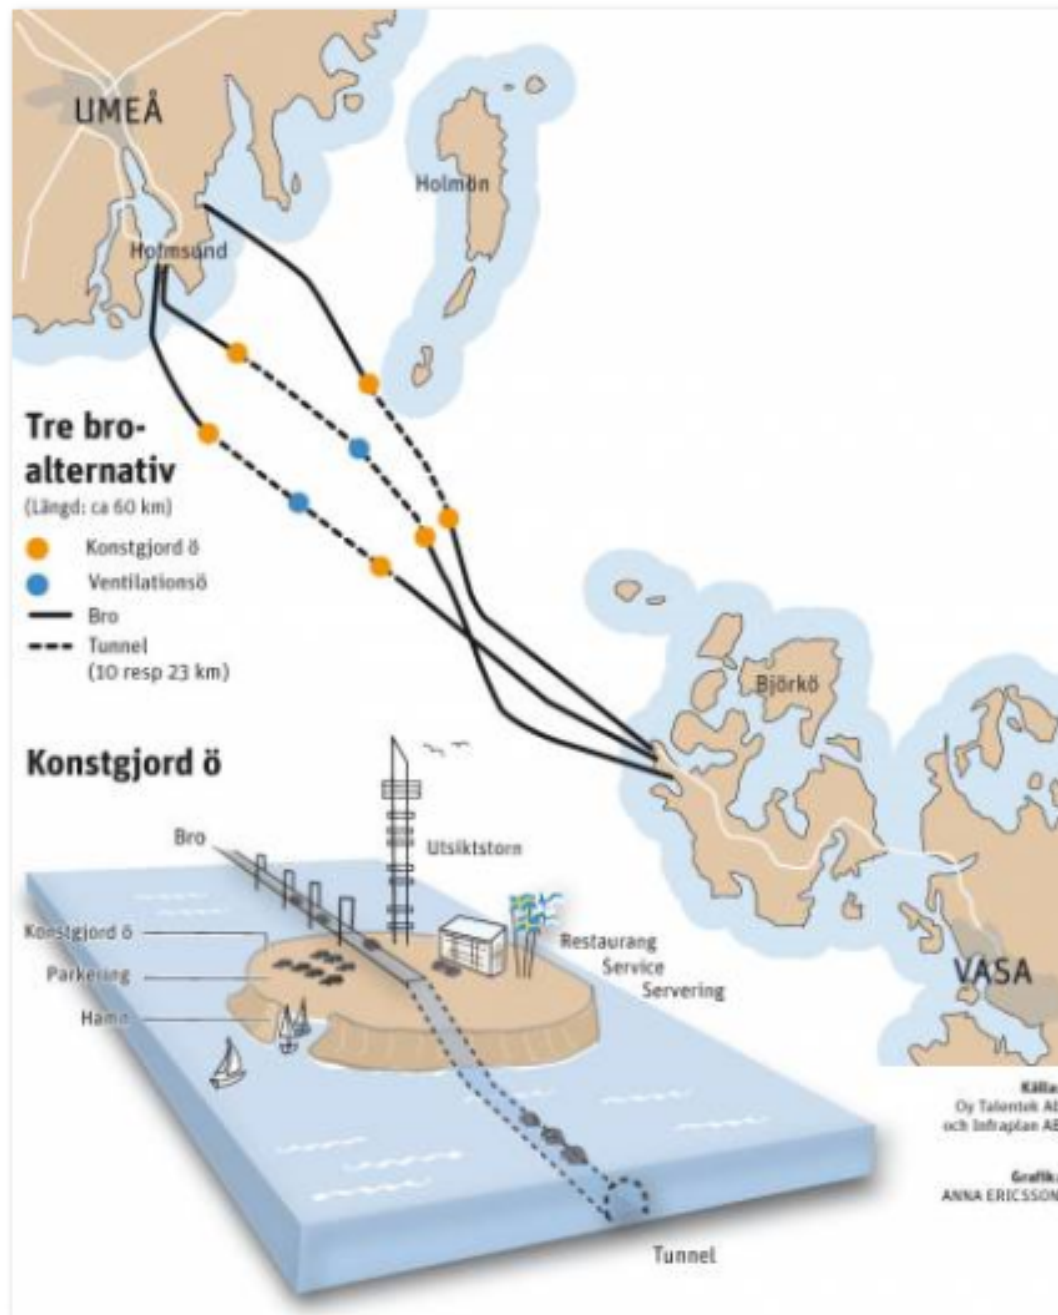 UMEÅ
Holmön
Holmsund
Tre bro-
alternativ
(Längd: ca 60 km)
Konstgjord ö
Ventilationsö
Bro
Tunnel
(10 resp 23 km)
Björkö
VASA
Konstgjord ö
Bro
Utsiktstorn
Konstgjord ö
Parkering
Hamn
Restaurang
Service
Servering
Tunnel
Källa:
Oy Talentek AB
och Infraplan AB
Grafik:
ANNA ERICSSON